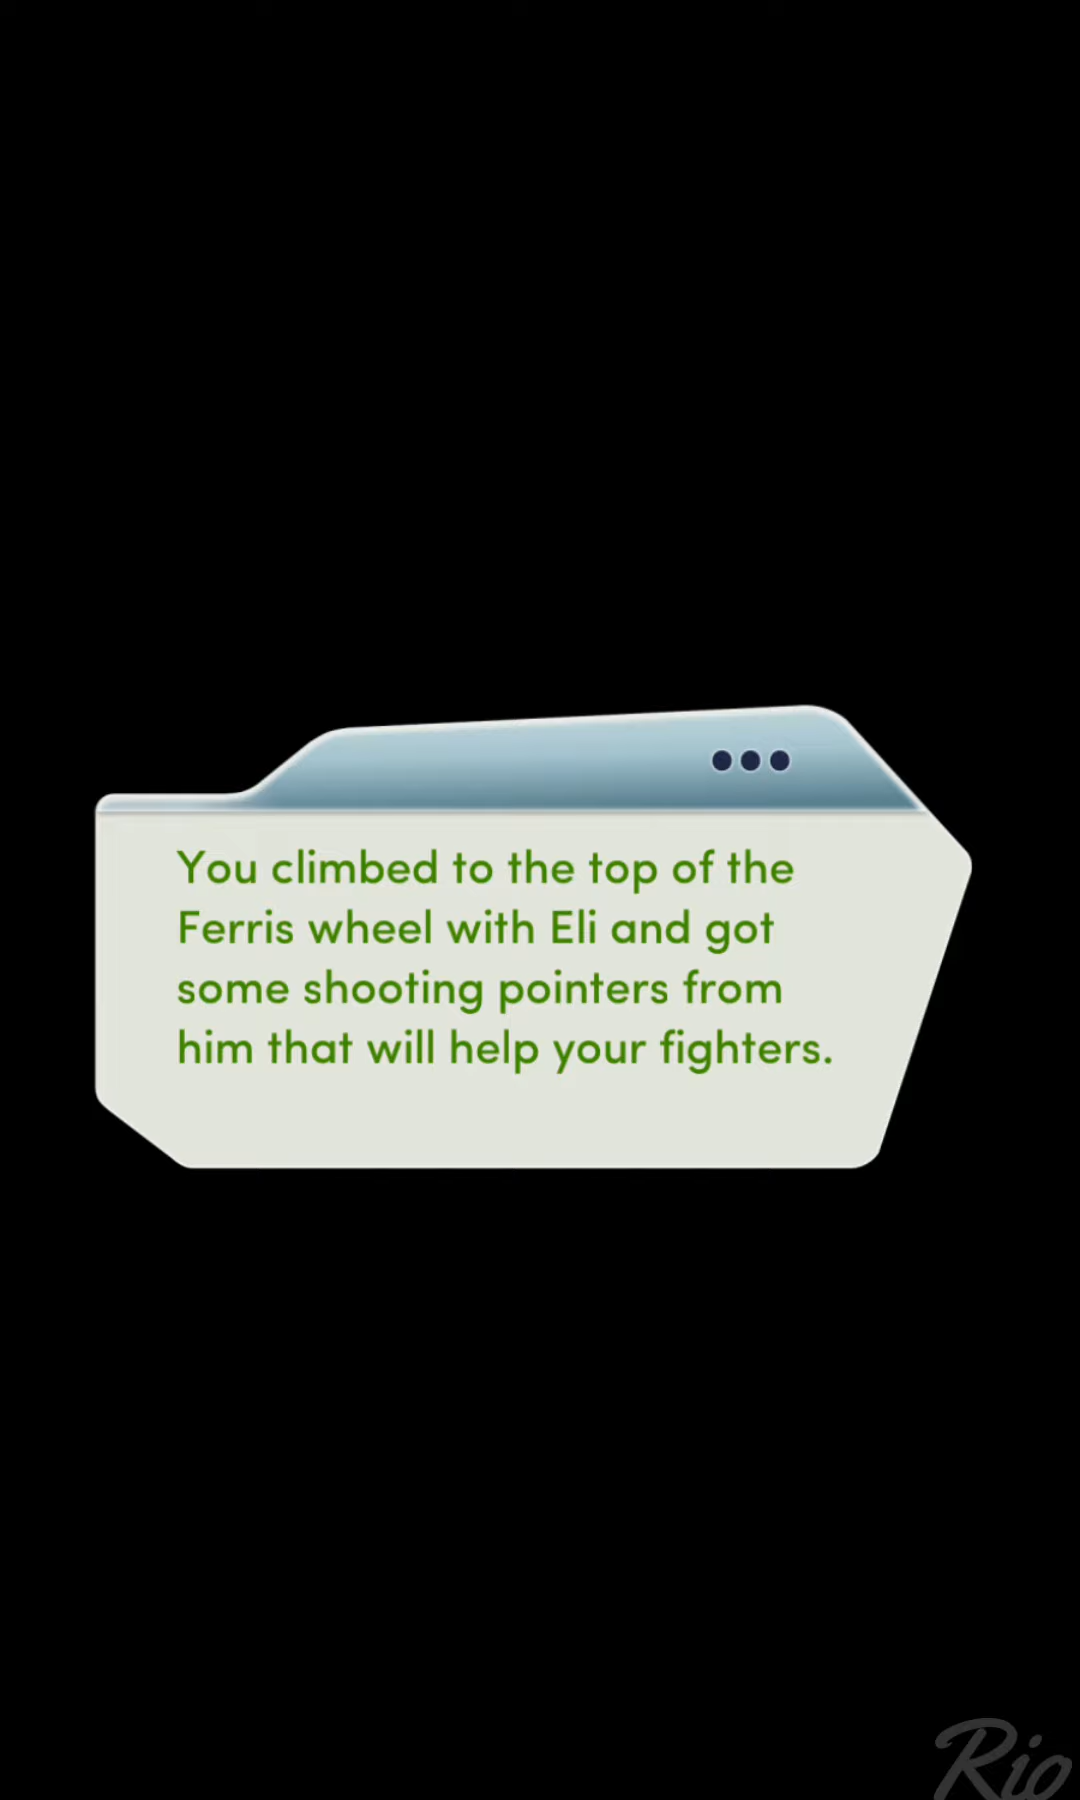 You climbed to the top of the
Ferris wheel with Eli and got
some shooting pointers from
him that will help your fighters.
Rio